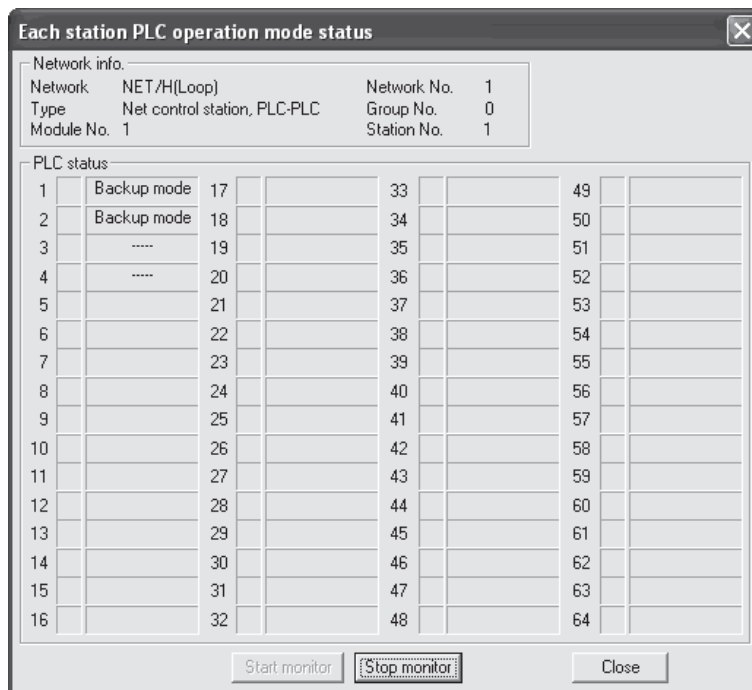 Each station PLC operation mode status
Network info.
Network NET/H(Loop) Network No. 1
Type Net control station, PLC-PLC Group No. 0
Module No. 1 Station No. 1
PLC status
1 Backup mode 17 33 49
2 Backup mode 18 34 50
3 ----- 19 35 51
4 ----- 20 36 52
5 21 37 53
6 22 38 54
7 23 39 55
8 24 40 56
9 25 41 57
10 26 42 58
11 27 43 59
12 28 44 60
13 29 45 61
14 30 46 62
15 31 47 63
16 32 48 64
Start monitor Stop monitor Close